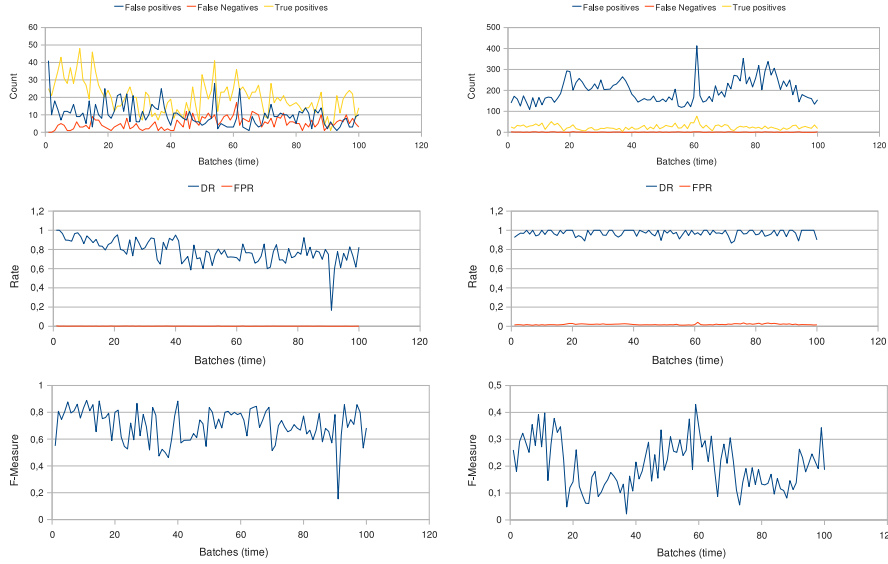 False positives False Negatives True positives
60
50
40
30
20
10
0
Count
0 20 40 60 80 100 120
Batches (time)
False positives False Negatives True positives
500
400
300
200
100
0
Count
0 20 40 60 80 100 120
Batches (time)
DR FPR
1,2
1
0,8
0,6
0,4
0,2
0
Rate
0 20 40 60 80 100 120
Batches (time)
DR FPR
1,2
1
0,8
0,6
0,4
0,2
0
Rate
0 20 40 60 80 100 120
Batches (time)
1
0,8
0,6
0,4
0,2
0
F-Measure
0 20 40 60 80 100 120
Batches (time)
0,5
0,4
0,3
0,2
0,1
0
F-Measure
0 20 40 60 80 100 120
Batches (time)